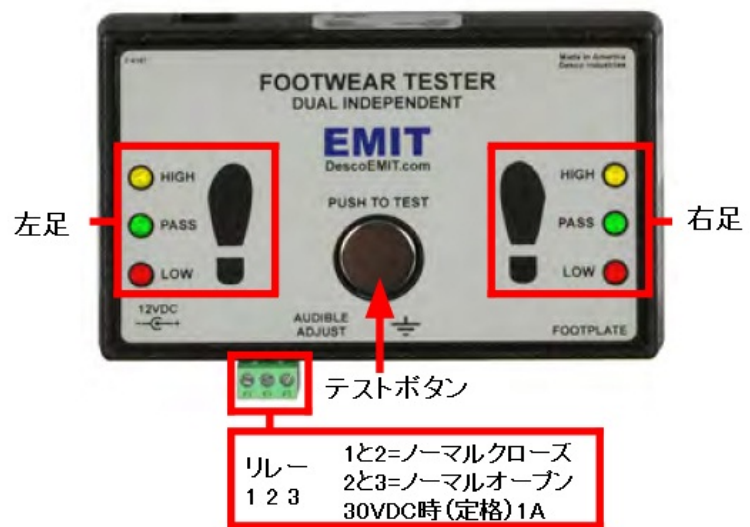 Made in America
Desco Industries
FOOTWEAR TESTER
DUAL INDEPENDENT
EMIT
DescoEMIT.com
PUSH TO TEST
HIGH
PASS
LOW
HIGH
PASS
LOW
左足
右足
12VDC
AUDIBLE
ADJUST
FOOTPLATE
テストボタン
リレー
1 2 3
1と2=ノーマルクローズ
2と3=ノーマルオープン
30VDC時(定格)1A